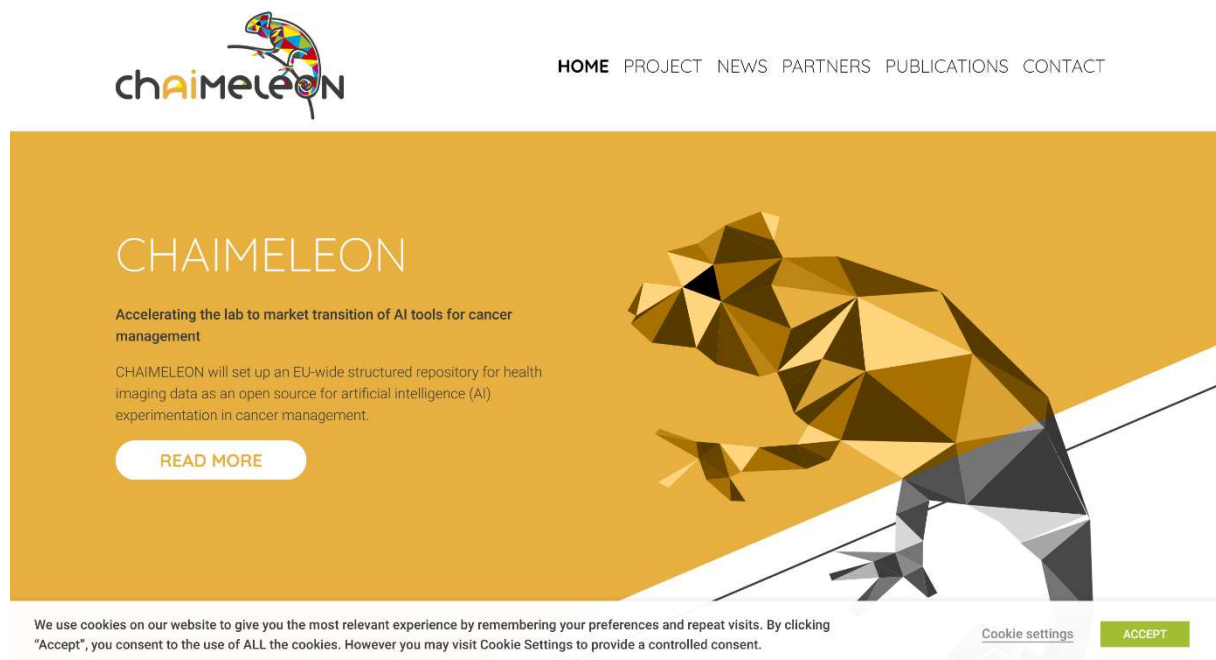 chaimeleon
HOME PROJECT NEWS PARTNERS PUBLICATIONS CONTACT
CHAIMELEON
Accelerating the lab to market transition of AI tools for cancer
management
CHAIMELEON will set up an EU-wide structured repository for health
imaging data as an open source for artificial intelligence (AI)
experimentation in cancer management.
READ MORE
We use cookies on our website to give you the most relevant experience by remembering your preferences and repeat visits. By clicking
“Accept”, you consent to the use of ALL the cookies. However you may visit Cookie Settings to provide a controlled consent.
Cookie settings
ACCEPT